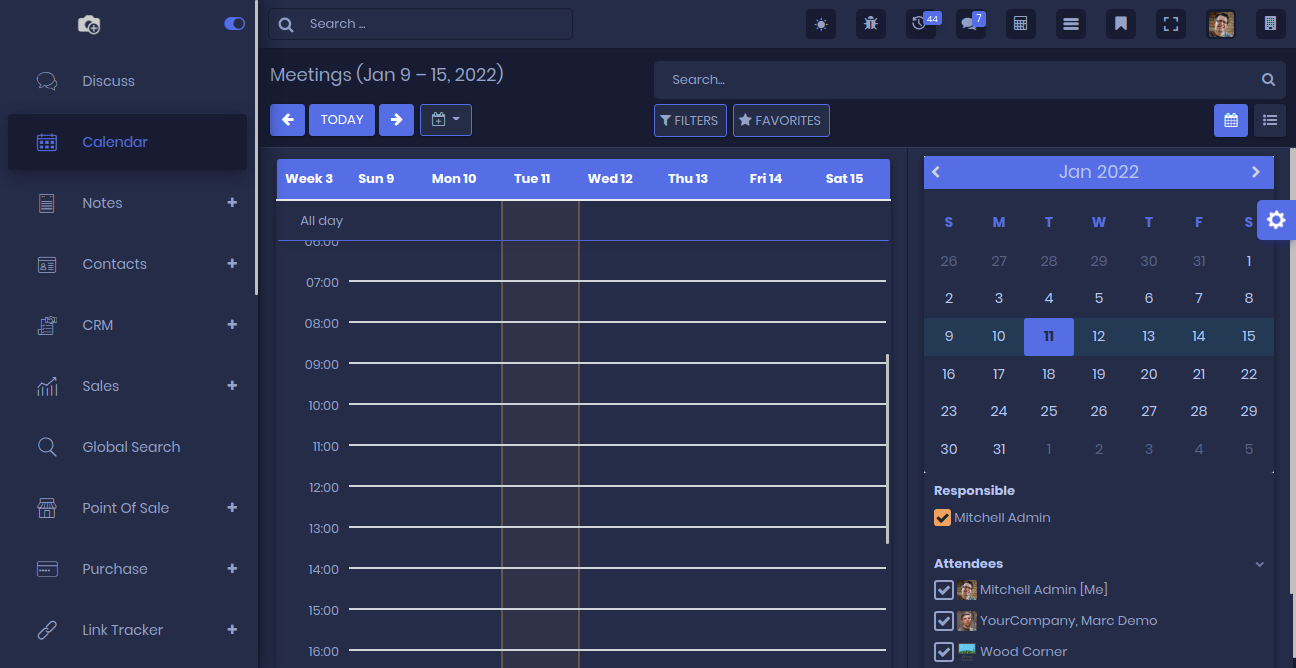 Search ...
44
7
Discuss
Calendar
Notes
Contacts
CRM
Sales
Global Search
Point Of Sale
Purchase
Link Tracker
Meetings (Jan 9 – 15, 2022)
Search...
TODAY
FILTERS
FAVORITES
Week 3 Sun 9 Mon 10 Tue 11 Wed 12 Thu 13 Fri 14 Sat 15
All day
06:00
07:00
08:00
09:00
10:00
11:00
12:00
13:00
14:00
15:00
16:00
Jan 2022
S M T W T F S
26 27 28 29 30 31 1
2 3 4 5 6 7 8
9 10 11 12 13 14 15
16 17 18 19 20 21 22
23 24 25 26 27 28 29
30 31 1 2 3 4 5
Responsible
Mitchell Admin
Attendees
Mitchell Admin [Me]
YourCompany, Marc Demo
Wood Corner